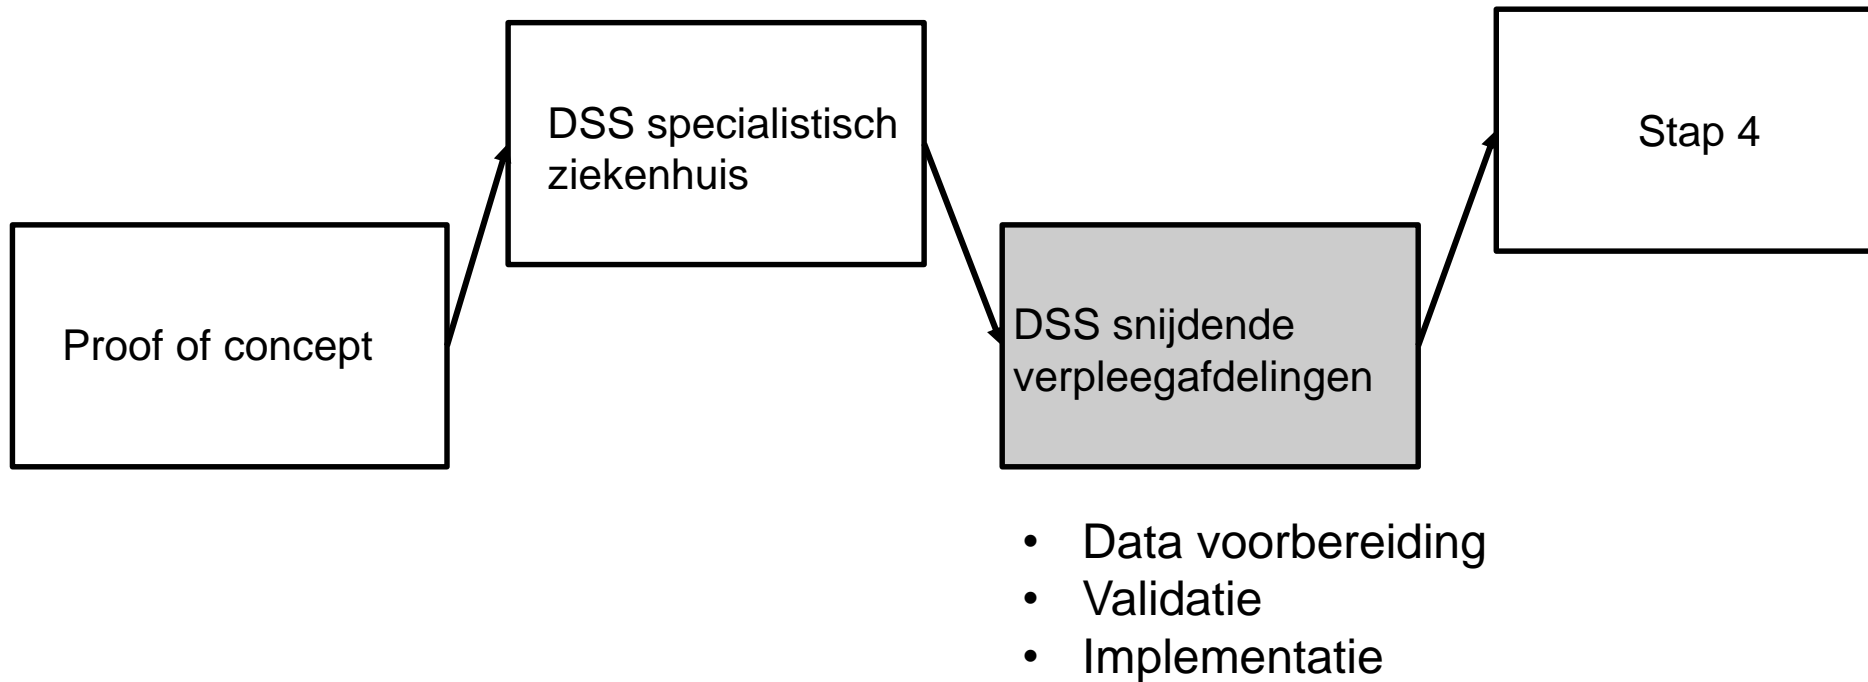 Proof of concept
DSS specialistisch
ziekenhuis
DSS snijdende
verpleegafdelingen
• Data voorbereiding
• Validatie
• Implementatie
Stap 4